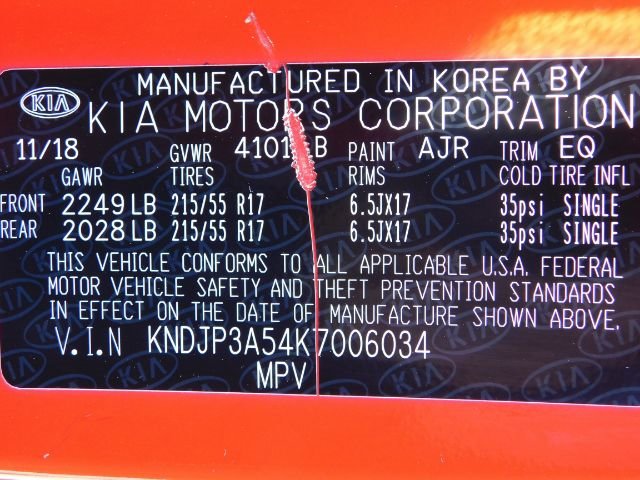 MANUFACTURED IN KOREA BY
KIA KIA MOTORS CORPORATION
11/18 GVWR PAINT AJR TRIM EQ
GAWR TIRES RIMS COLD TIRE INFL
FRONT 2249 LB 215/55 R17 6.5JX17 35psi SINGLE
REAR 2028 LB 215/55 R17 6.5JX17 35psi SINGLE
THIS VEHICLE CONFORMS TO ALL APPLICABLE U.S.A. FEDERAL
MOTOR VEHICLE SAFETY AND THEFT PREVENTION STANDARDS
IN EFFECT ON THE DATE OF MANUFACTURE SHOWN ABOVE.
V.I.N KNDJP3A54K7006034
MPV